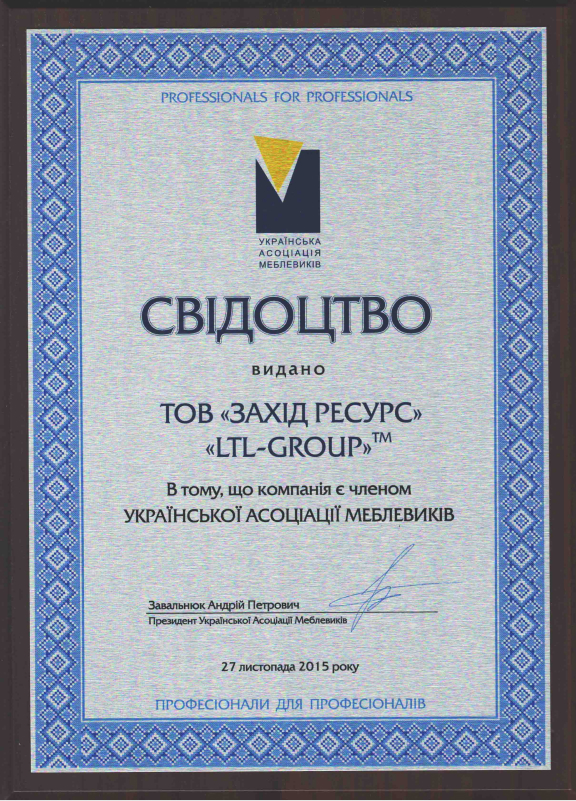 PROFESSIONALS FOR PROFESSIONALS
УКРАЇНСЬКА
АСОЦІАЦІЯ
МЕБЛЕВИКІВ
СВІДОЦТВО
видано
ТОВ «ЗАХІД РЕСУРС»
«LTL-GROUP»™
В тому, що компанія є членом
УКРАЇНСЬКОЇ АСОЦІАЦІЇ МЕБЛЕВИКІВ
Завальнюк Андрій Петрович
Президент Української Асоціації Меблевиків
27 листопада 2015 року
ПРОФЕСІОНАЛИ ДЛЯ ПРОФЕСІОНАЛІВ